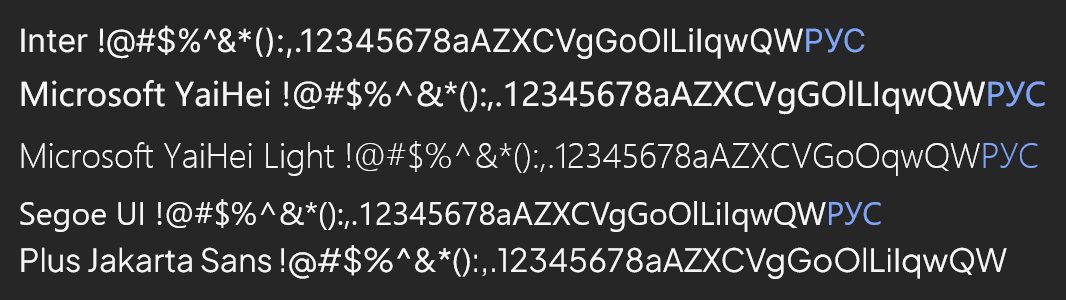 Inter !@#$%^&*():,.12345678aAZXCVgGoOlLiIqwQWРУС
Microsoft YaiHei !@#$%^&*():,.12345678aAZXCVgGOlLIqwQWРУС
Microsoft YaiHei Light !@#$%^&*():,.12345678aAZXCVGoOqwQWРУС
Segoe UI !@#$%^&*():,.12345678aAZXCVgGoOlLiIqwQWРУС
Plus Jakarta Sans !@#$%^&*():,.12345678aAZXCVgGoOlLiIqwQW